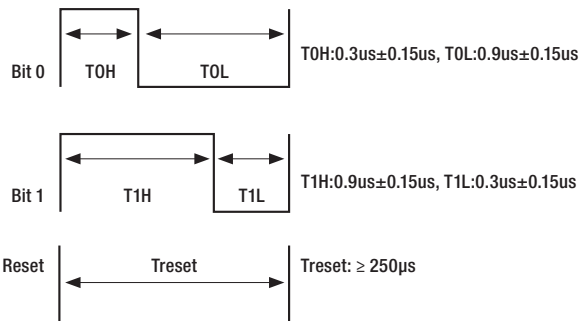 T0H:0.3us±0.15us, T0L:0.9us±0.15us
Bit 0 T0H T0L
T1H:0.9us±0.15us, T1L:0.3us±0.15us
Bit 1 T1H T1L
Reset Treset Treset: ≥ 250µs